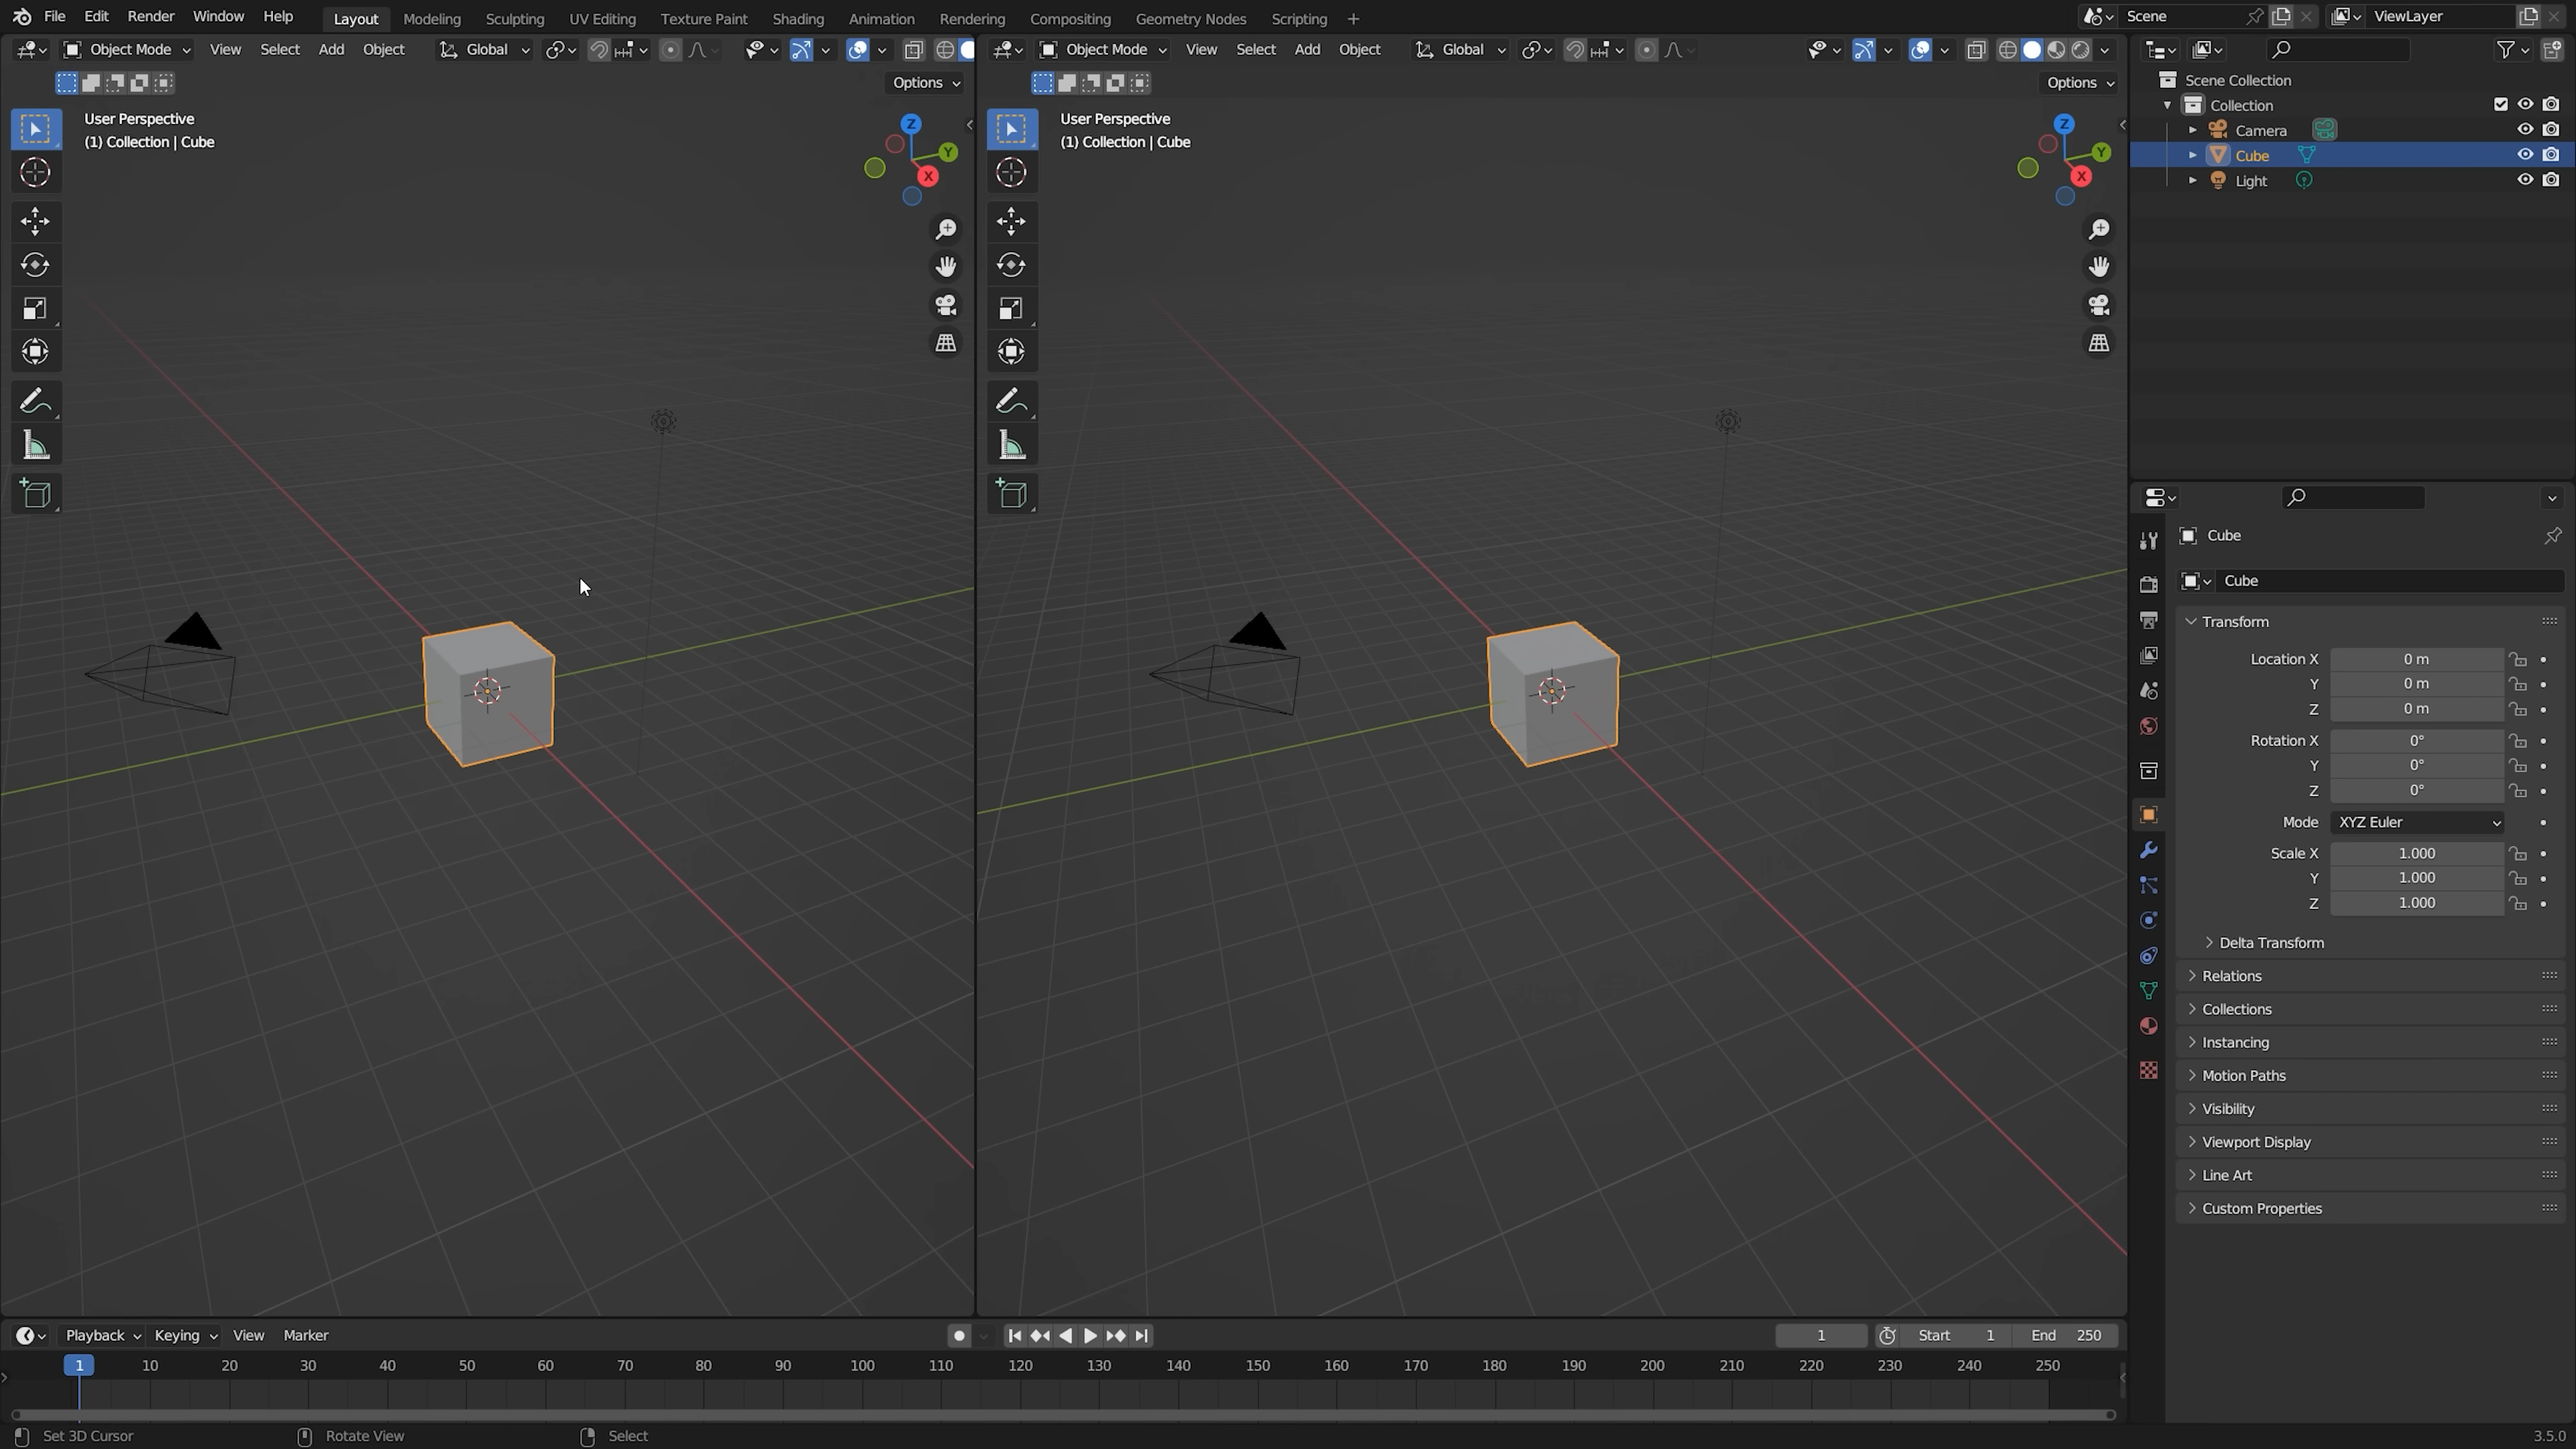 File Edit Render Window Help Layout Modeling Sculpting UV Editing Texture Paint Shading Animation Rendering Compositing Geometry Nodes Scripting + Scene ViewLayer
Object Mode View Select Add Object Global Object Mode View Select Add Object Global
Options Options
User Perspective
(1) Collection | Cube
Z
Y
X
User Perspective
(1) Collection | Cube
Z
Y
X
Scene Collection
Collection
Camera
Cube
Light
Cube
Cube
Transform
Location X 0 m
Y 0 m
Z 0 m
Rotation X 0°
Y 0°
Z 0°
Mode XYZ Euler
Scale X 1.000
Y 1.000
Z 1.000
Delta Transform
Relations
Collections
Instancing
Motion Paths
Visibility
Viewport Display
Line Art
Custom Properties
Playback Keying View Marker 1 Start 1 End 250
1 10 20 30 40 50 60 70 80 90 100 110 120 130 140 150 160 170 180 190 200 210 220 230 240 250
Set 3D Cursor Rotate View Select 3.5.0